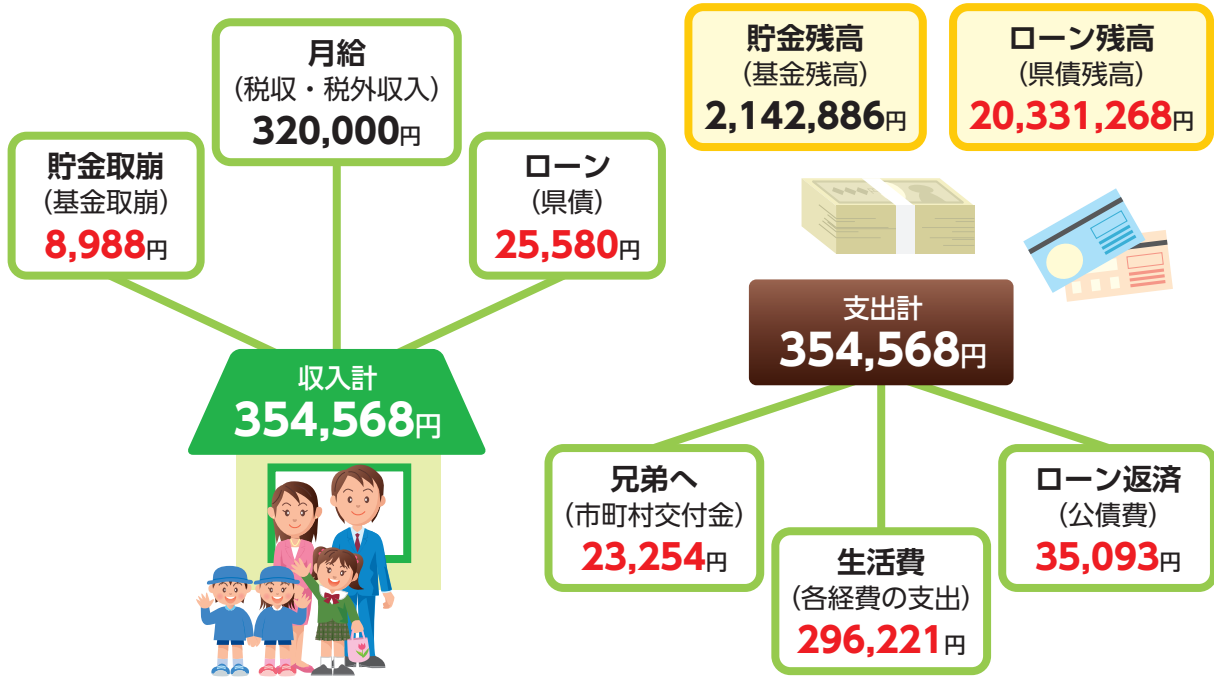 月給
(税収・税外収入)
320,000円
貯金取崩
(基金取崩)
8,988円
ローン
(県債)
25,580円
収入計
354,568円
貯金残高
(基金残高)
2,142,886円
ローン残高
(県債残高)
20,331,268円
支出計
354,568円
兄弟へ
(市町村交付金)
23,254円
生活費
(各経費の支出)
296,221円
ローン返済
(公債費)
35,093円